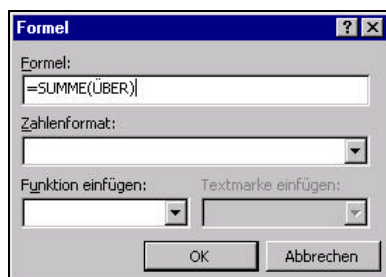 Formel
Formel:
=SUMME(ÜBER)
Zahlenformat:
Funktion einfügen: Textmarke einfügen:
OK Abbrechen